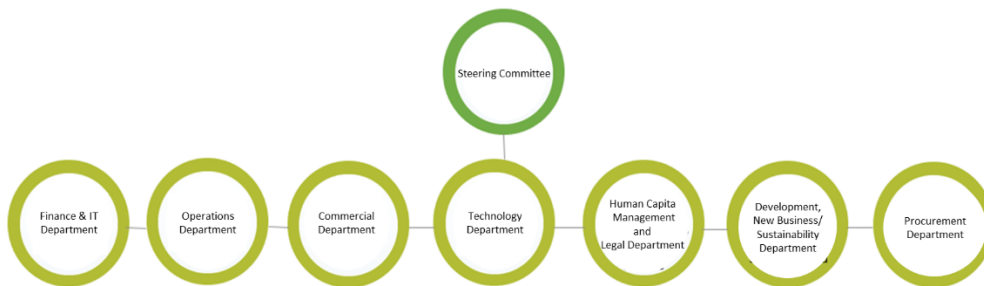 Steering Committee
Finance & IT
Department
Operations
Department
Commercial
Department
Technology
Department
Human Capita
Management
and
Legal Department
Development,
New Business/
Sustainability
Department
Procurement
Department